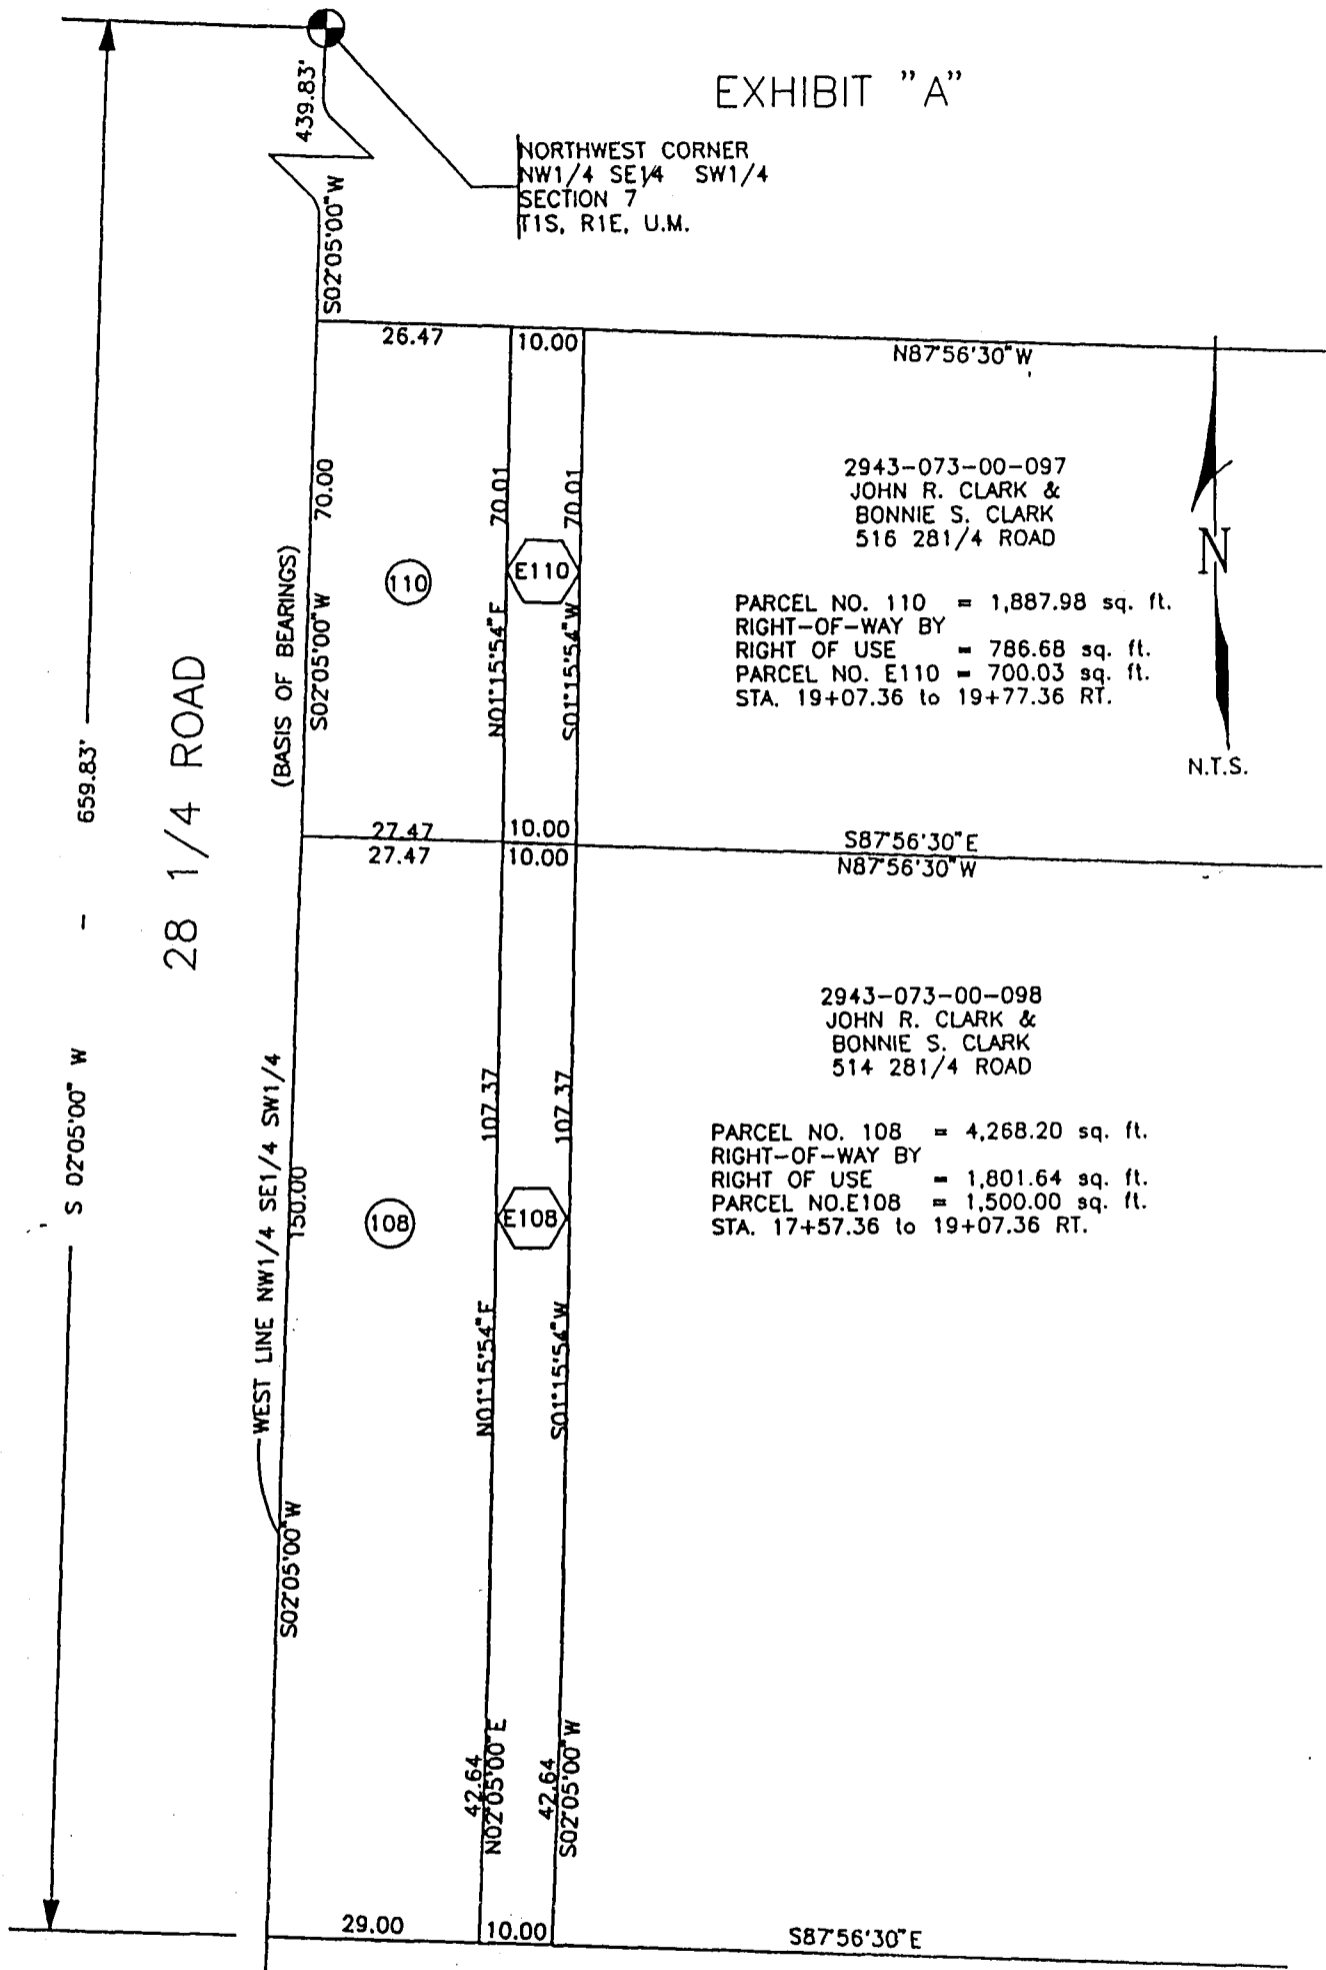 EXHIBIT "A"
439.83'
NORTHWEST CORNER
NW1/4 SE1/4 SW1/4
SECTION 7
T1S, R1E, U.M.
S02°05'00"W
26.47
10.00
N87°56'30"W
70.00
S02°05'00"W
(BASIS OF BEARINGS)
110
70.01
N01°15'54"E
E110
70.01
S01°15'54"W
2943-073-00-097
JOHN R. CLARK &
BONNIE S. CLARK
516 281/4 ROAD
PARCEL NO. 110 = 1,887.98 sq. ft.
RIGHT-OF-WAY BY
RIGHT OF USE = 786.68 sq. ft.
PARCEL NO. E110 = 700.03 sq. ft.
STA. 19+07.36 to 19+77.36 RT.
N
N.T.S.
659.83'
-
S 02°05'00" W
28 1/4 ROAD
27.47
10.00
S87°56'30"E
27.47
10.00
N87°56'30"W
WEST LINE NW1/4 SE1/4 SW1/4
150.00
S02°05'00"W
108
107.37
N01°15'54"E
E108
107.37
S01°15'54"W
2943-073-00-098
JOHN R. CLARK &
BONNIE S. CLARK
514 281/4 ROAD
PARCEL NO. 108 = 4,268.20 sq. ft.
RIGHT-OF-WAY BY
RIGHT OF USE = 1,801.64 sq. ft.
PARCEL NO.E108 = 1,500.00 sq. ft.
STA. 17+57.36 to 19+07.36 RT.
42.64
N02°05'00"E
42.64
S02°05'00"W
29.00
10.00
S87°56'30"E